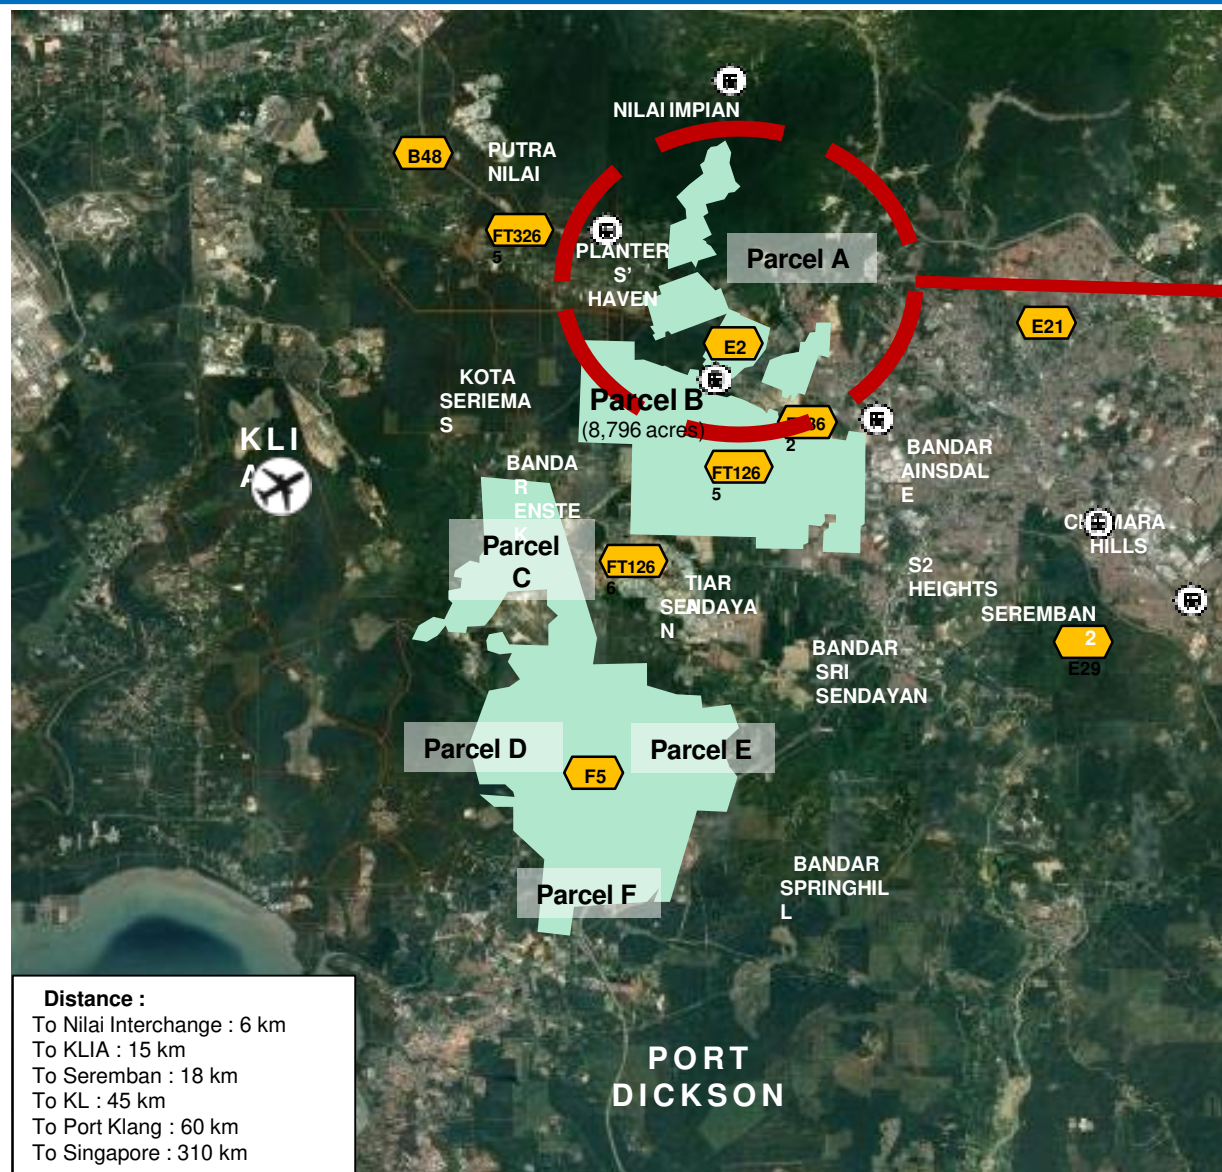 NILAI IMPIAN
B48
PUTRA
NILAI
FT326
5
PLANTER
S'
HAVEN
Parcel A
E21
E2
KOTA
SERIEMA
S
Parcel B
(8,796 acres)
2
KLI
BANDAR
AINSDAL
E
BANDA
R
ENSTE
FT126
5
Parcel
C
HILLS
FT126
6
TIAR
SENDAYA
N
S2
HEIGHTS
SEREMBAN
2
E29
BANDAR
SRI
SENDAYAN
Parcel D
Parcel E
F5
BANDAR
SPRINGHIL
L
Parcel F
Distance :
To Nilai Interchange : 6 km
To KLIA : 15 km
To Seremban : 18 km
To KL : 45 km
To Port Klang : 60 km
To Singapore : 310 km
PORT
DICKSON